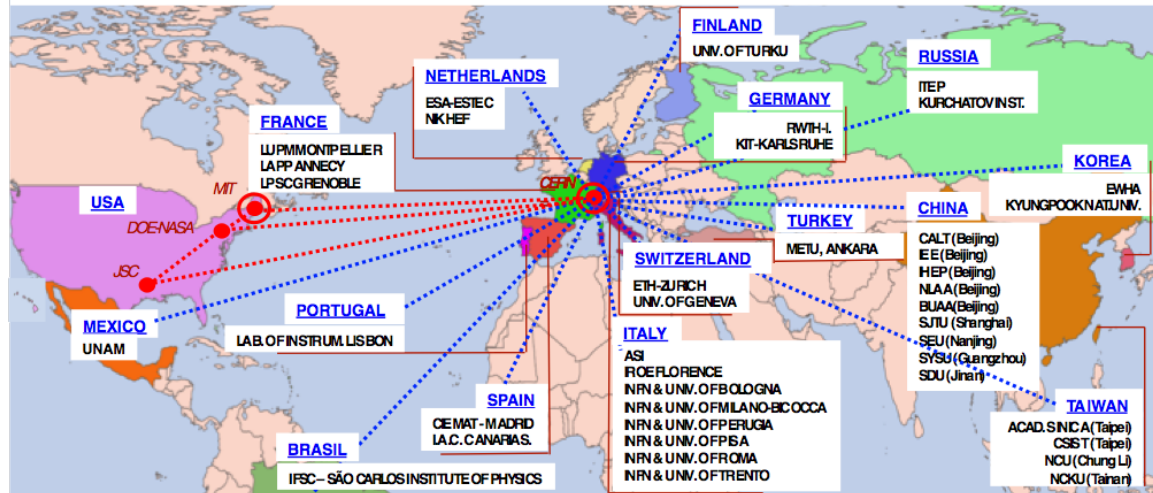 FINLAND
UNIV. OF TURKU
RUSSIA
ITEP
KURCHATOV INST.
NETHERLANDS
ESA-ESTEC
NIKHEF
GERMANY
RWTH-I.
KIT-KARLSRUHE
FRANCE
LUPM MONTPELLIER
LAPP ANNECY
LPSC GRENOBLE
KOREA
EWHA
KYUNGPOOK NAT.UNIV.
USA
MIT
DOE-NASA
JSC
CERN
CHINA
CALT (Beijing)
IEE (Beijing)
IHEP (Beijing)
NLAA (Beijing)
BUAA (Beijing)
SJTU (Shanghai)
SEU (Nanjing)
SYSU (Guangzhou)
SDU (Jinan)
TURKEY
METU, ANKARA
SWITZERLAND
ETH-ZURICH
UNIV. OF GENEVA
MEXICO
UNAM
PORTUGAL
LAB. OF INSTRUM. LISBON
ITALY
ASI
IROE FLORENCE
INFN & UNIV. OF BOLOGNA
INFN & UNIV. OF MILANO-BICOCCA
INFN & UNIV. OF PERUGIA
INFN & UNIV. OF PISA
INFN & UNIV. OF ROMA
INFN & UNIV. OF TRENTO
SPAIN
CIEMAT - MADRID
I.A.C. CANARIAS.
TAIWAN
ACAD. SINICA (Taipei)
CSIST (Taipei)
NCU (Chung Li)
NCKU (Tainan)
BRASIL
IFSC – SÃO CARLOS INSTITUTE OF PHYSICS